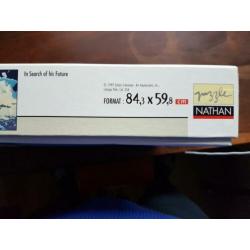 In Search of his Future
FORMAT : 84,3 x 59,8 cm
puzzle
NATHAN